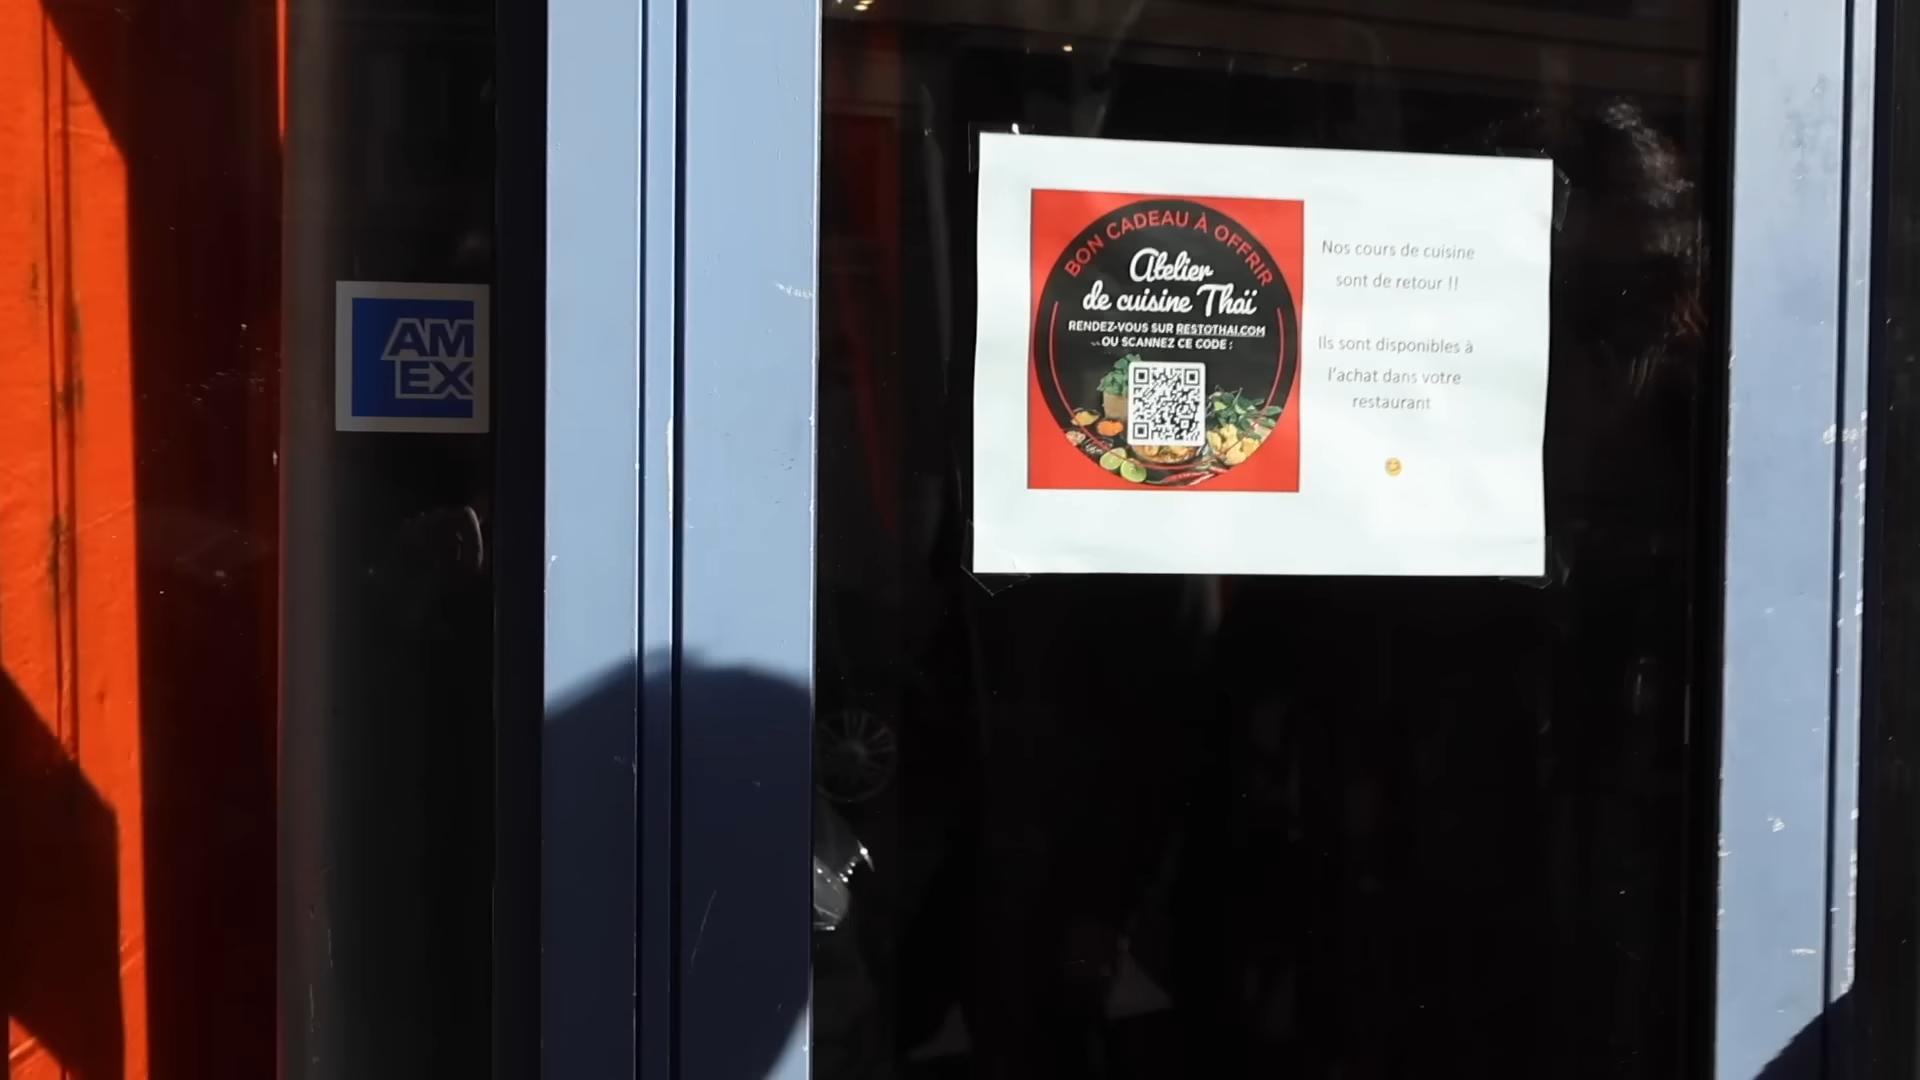 AM
EX
BON CADEAU À OFFRIR
Atelier
de cuisine Thaï
RENDEZ-VOUS SUR RESTOTHAI.COM
OU SCANNEZ CE CODE :
Nos cours de cuisine
sont de retour !!
Ils sont disponibles à
l'achat dans votre
restaurant